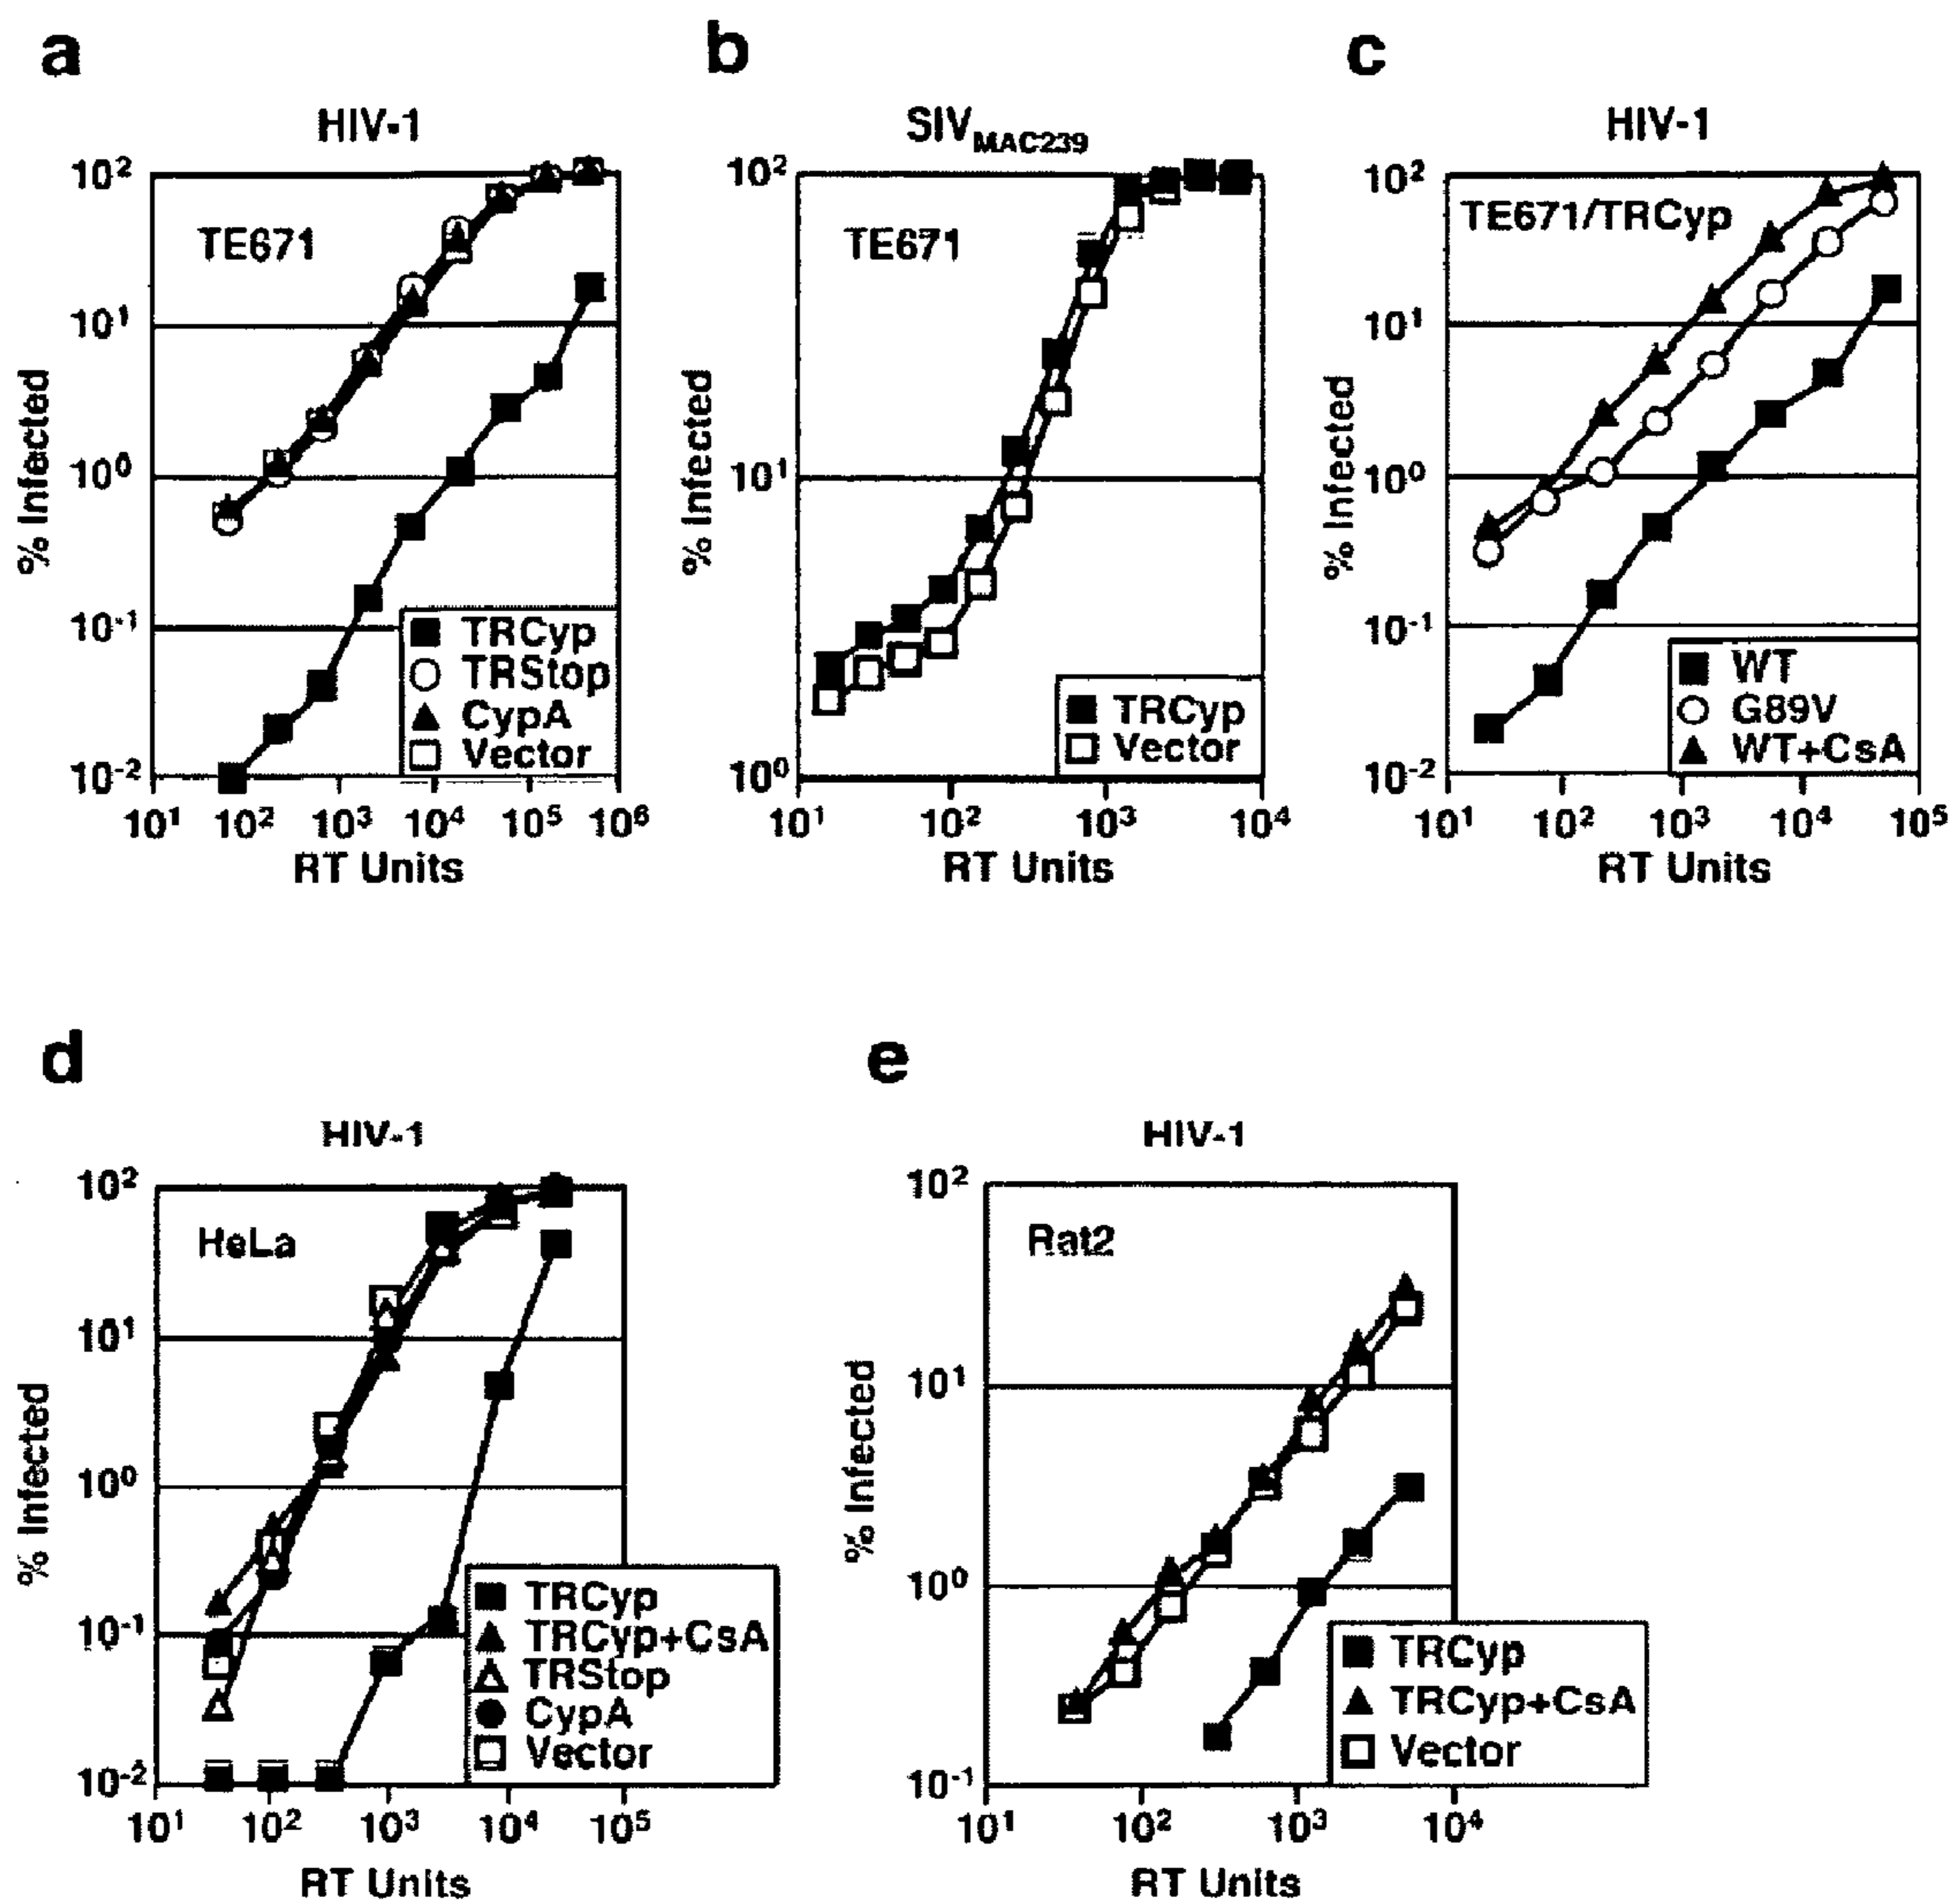 a
HIV-1
10²
10¹
10⁰
10⁻¹
10⁻²
% Infected
TE671
TRCyp
TRStop
CypA
Vector
10¹ 10² 10³ 10⁴ 10⁵ 10⁶
RT Units
b
SIV_MAC239
10²
10¹
10⁰
% Infected
TE671
TRCyp
Vector
10¹ 10² 10³ 10⁴
RT Units
c
HIV-1
10²
10¹
10⁰
10⁻¹
10⁻²
% Infected
TE671/TRCyp
WT
G89V
WT+CsA
10¹ 10² 10³ 10⁴ 10⁵
RT Units
d
HIV-1
10²
10¹
10⁰
10⁻¹
10⁻²
% Infected
HeLa
TRCyp
TRCyp+CsA
TRStop
CypA
Vector
10¹ 10² 10³ 10⁴ 10⁵
RT Units
e
HIV-1
10²
10¹
10⁰
10⁻¹
% Infected
Rat2
TRCyp
TRCyp+CsA
Vector
10¹ 10² 10³ 10⁴
RT Units